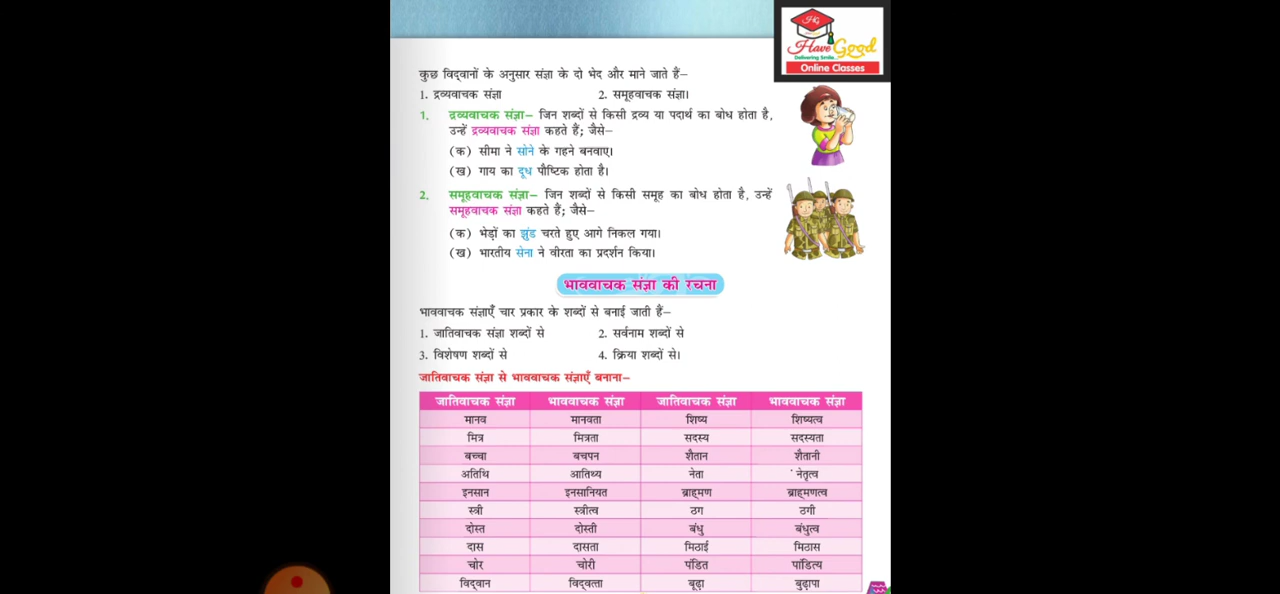 HG
Have Good
Delivering Smile...
Online Classes
कुछ विद्‌वानों के अनुसार संज्ञा के दो भेद और माने जाते हैं–
1. द्रव्यवाचक संज्ञा 2. समूहवाचक संज्ञा।
1. द्रव्यवाचक संज्ञा– जिन शब्दों से किसी द्रव्य या पदार्थ का बोध होता है,
उन्हें द्रव्यवाचक संज्ञा कहते हैं; जैसे–
(क) सीमा ने सोने के गहने बनवाए।
(ख) गाय का दूध पौष्टिक होता है।
2. समूहवाचक संज्ञा– जिन शब्दों से किसी समूह का बोध होता है, उन्हें
समूहवाचक संज्ञा कहते हैं; जैसे–
(क) भेड़ों का झुंड चरते हुए आगे निकल गया।
(ख) भारतीय सेना ने वीरता का प्रदर्शन किया।
भाववाचक संज्ञा की रचना
भाववाचक संज्ञाएँ चार प्रकार के शब्दों से बनाई जाती हैं–
1. जातिवाचक संज्ञा शब्दों से 2. सर्वनाम शब्दों से
3. विशेषण शब्दों से 4. क्रिया शब्दों से।
जातिवाचक संज्ञा से भाववाचक संज्ञाएँ बनाना–
जातिवाचक संज्ञा भाववाचक संज्ञा जातिवाचक संज्ञा भाववाचक संज्ञा
मानव मानवता शिष्य शिष्यत्व
मित्र मित्रता सदस्य सदस्यता
बच्चा बचपन शैतान शैतानी
अतिथि आतिथ्य नेता नेतृत्व
इनसान इनसानियत ब्राह्‌मण ब्राह्‌मणत्व
स्त्री स्त्रीत्व ठग ठगी
दोस्त दोस्ती बंधु बंधुत्व
दास दासता मिठाई मिठास
चोर चोरी पंडित पांडित्य
विद्‌वान विद्‌वत्ता बूढ़ा बुढ़ापा